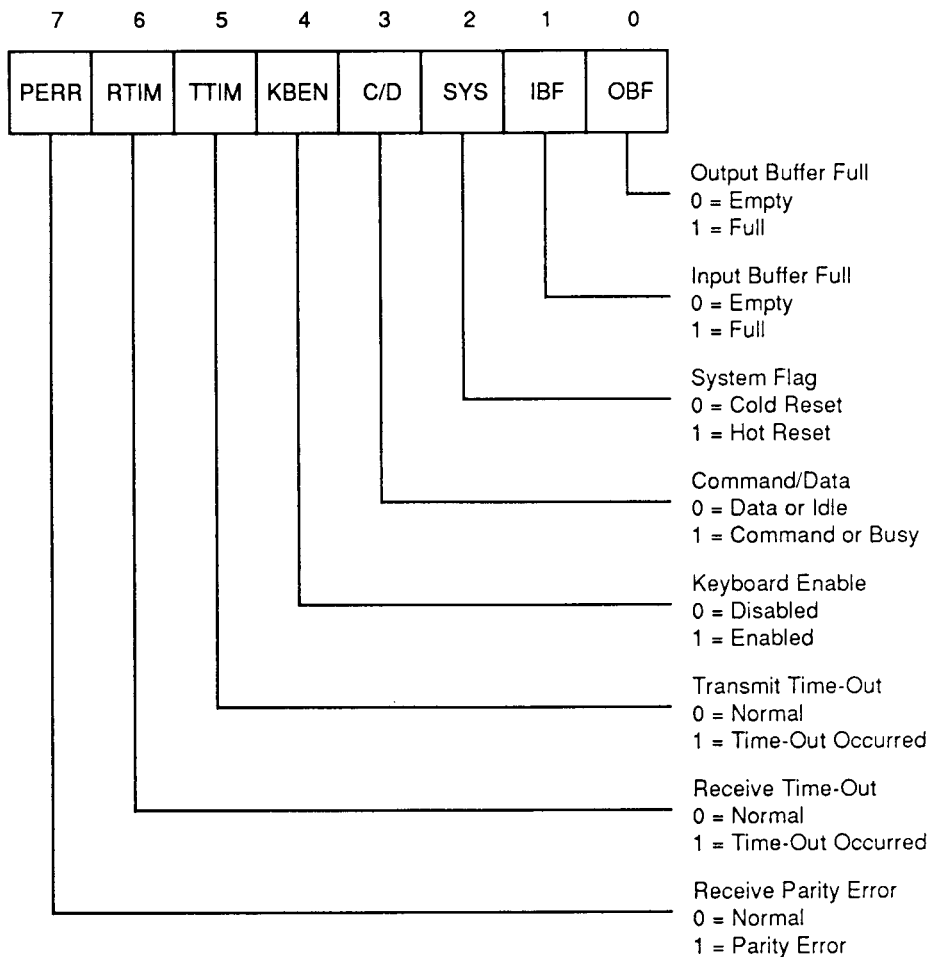 7 6 5 4 3 2 1 0
PERR RTIM TTIM KBEN C/D SYS IBF OBF
Output Buffer Full
0 = Empty
1 = Full
Input Buffer Full
0 = Empty
1 = Full
System Flag
0 = Cold Reset
1 = Hot Reset
Command/Data
0 = Data or Idle
1 = Command or Busy
Keyboard Enable
0 = Disabled
1 = Enabled
Transmit Time-Out
0 = Normal
1 = Time-Out Occurred
Receive Time-Out
0 = Normal
1 = Time-Out Occurred
Receive Parity Error
0 = Normal
1 = Parity Error